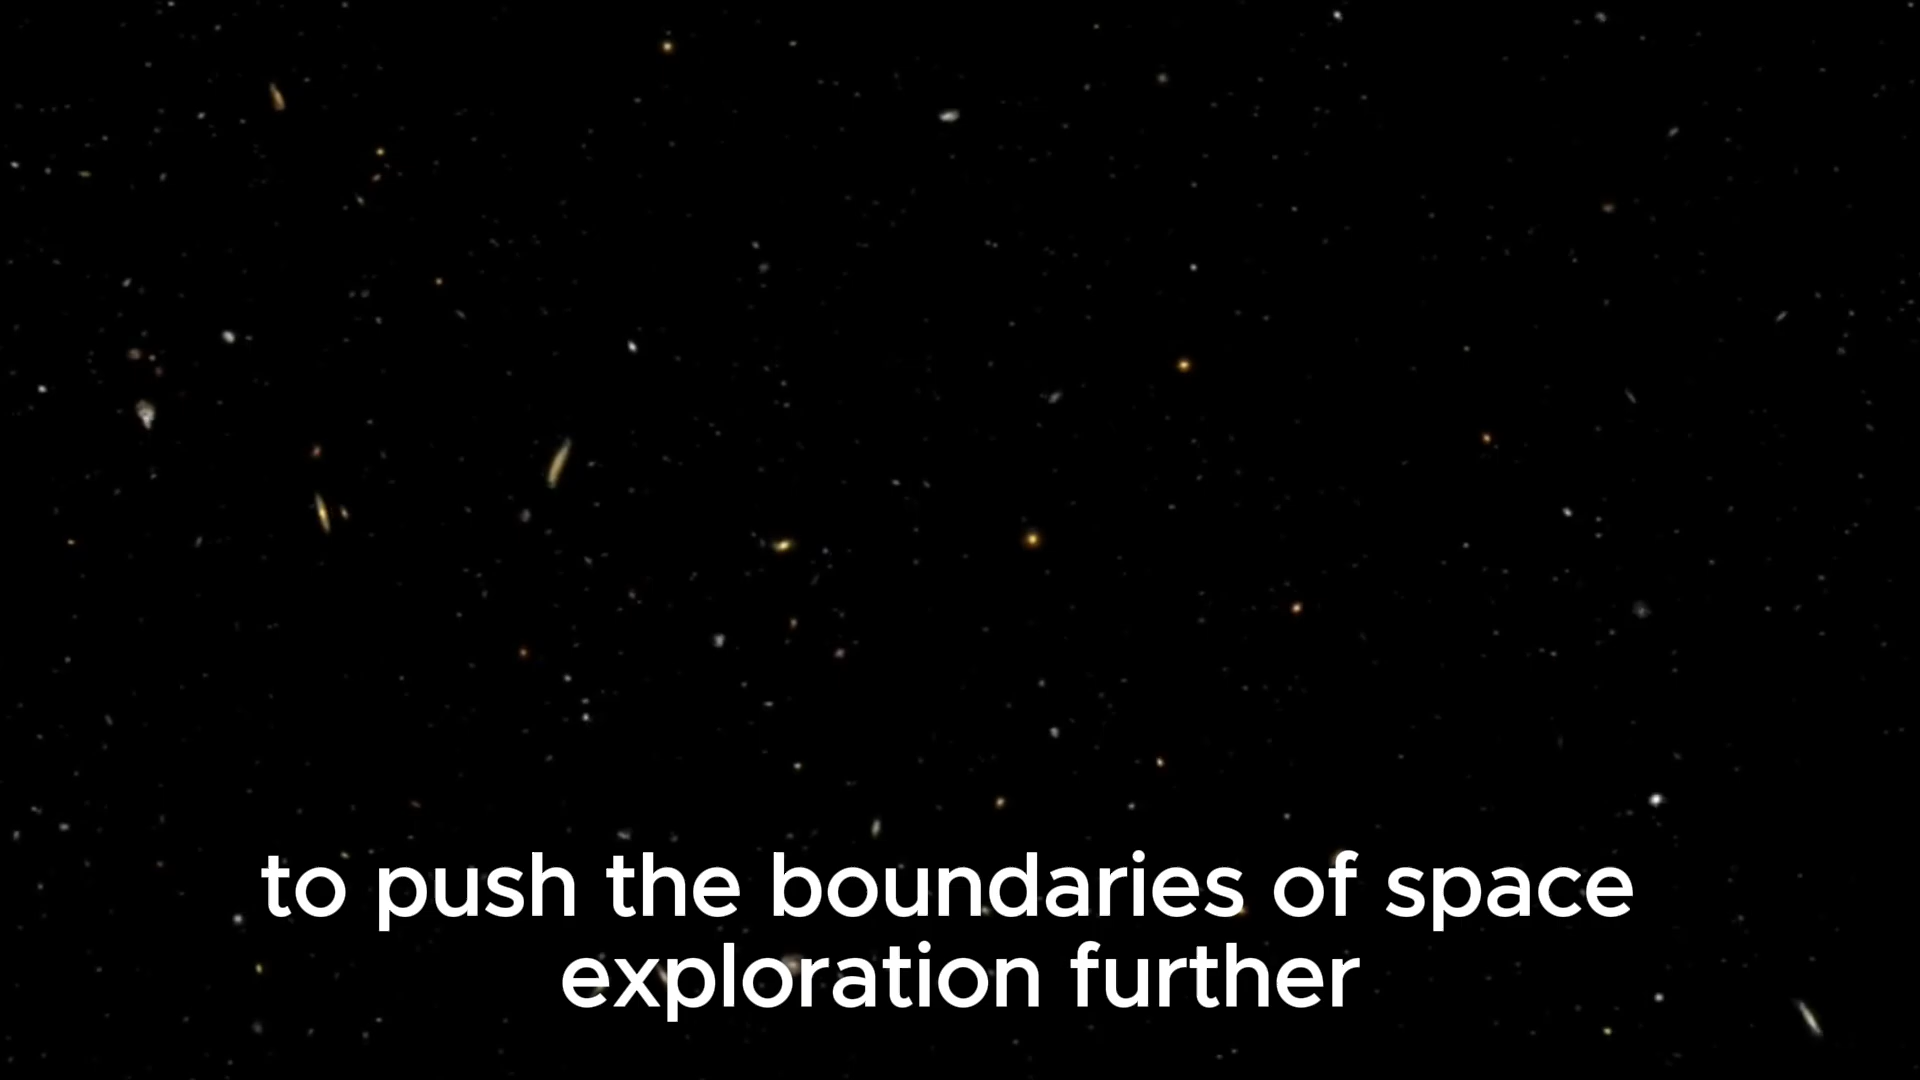 to push the boundaries of space
exploration further